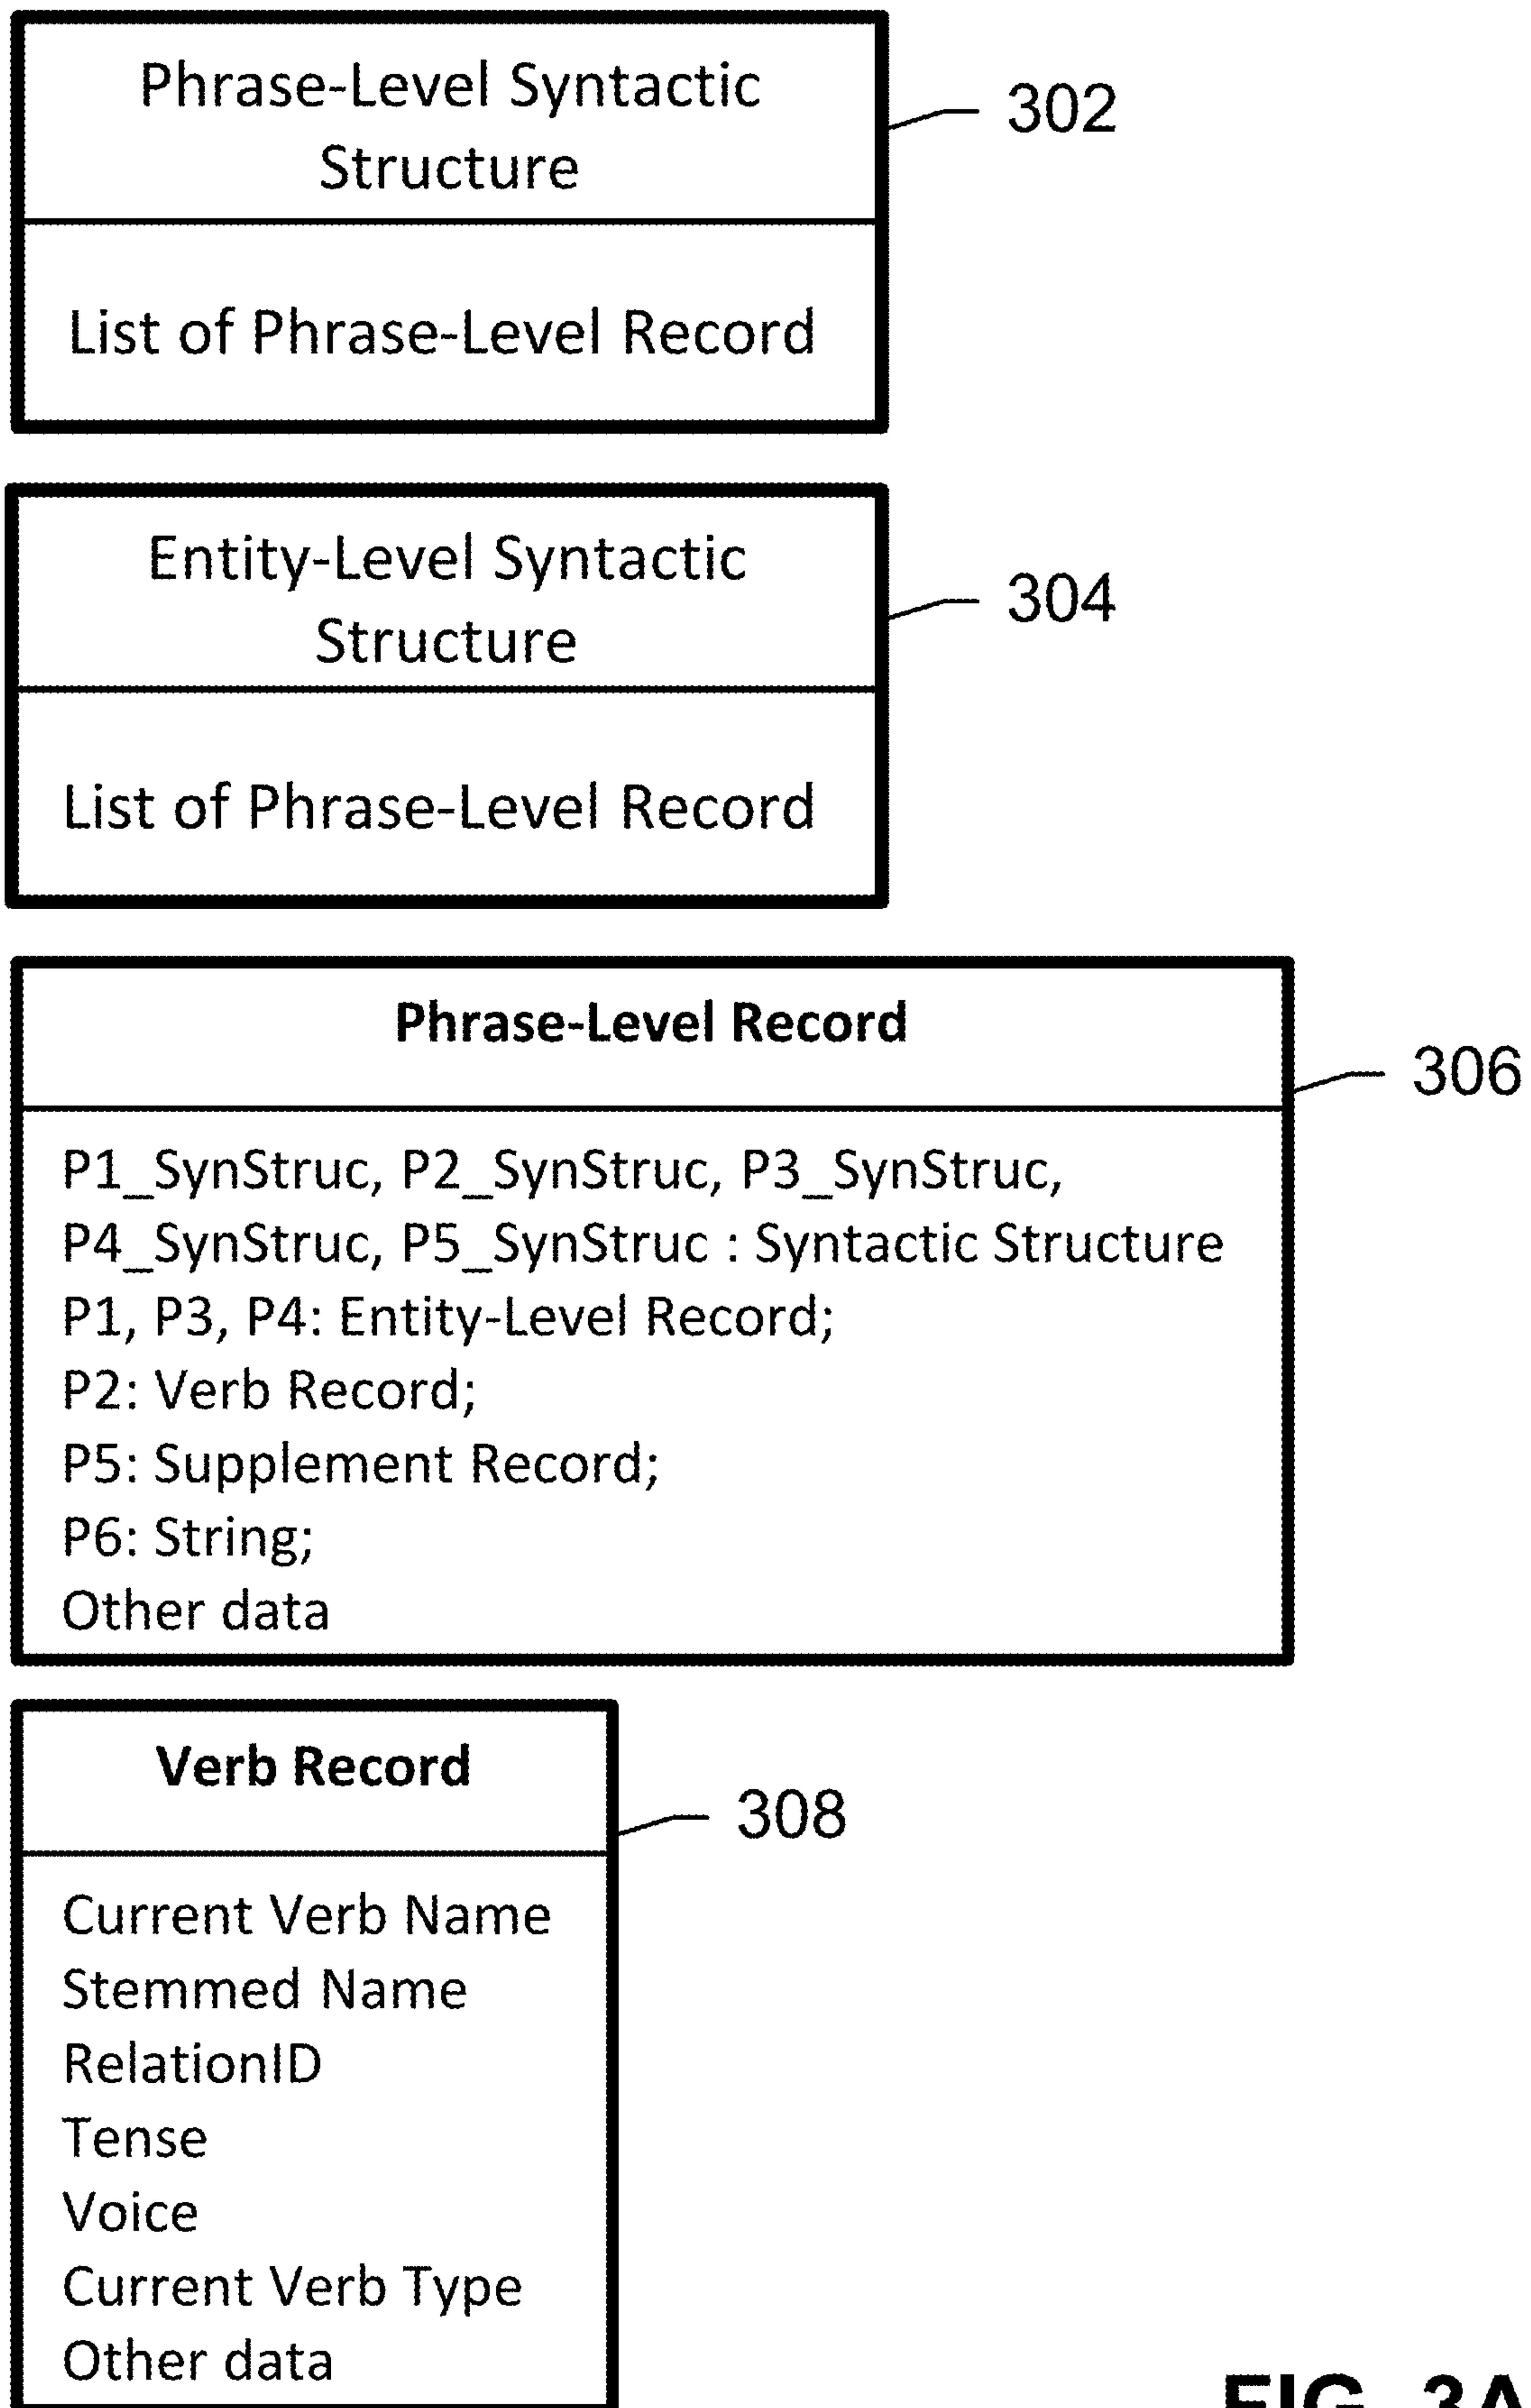 Phrase-Level Syntactic
Structure
302
List of Phrase-Level Record
Entity-Level Syntactic
Structure
304
List of Phrase-Level Record
Phrase-Level Record
306
P1_SynStruc, P2_SynStruc, P3_SynStruc,
P4_SynStruc, P5_SynStruc : Syntactic Structure
P1, P3, P4: Entity-Level Record;
P2: Verb Record;
P5: Supplement Record;
P6: String;
Other data
Verb Record
308
Current Verb Name
Stemmed Name
RelationID
Tense
Voice
Current Verb Type
Other data
FIG. 3A